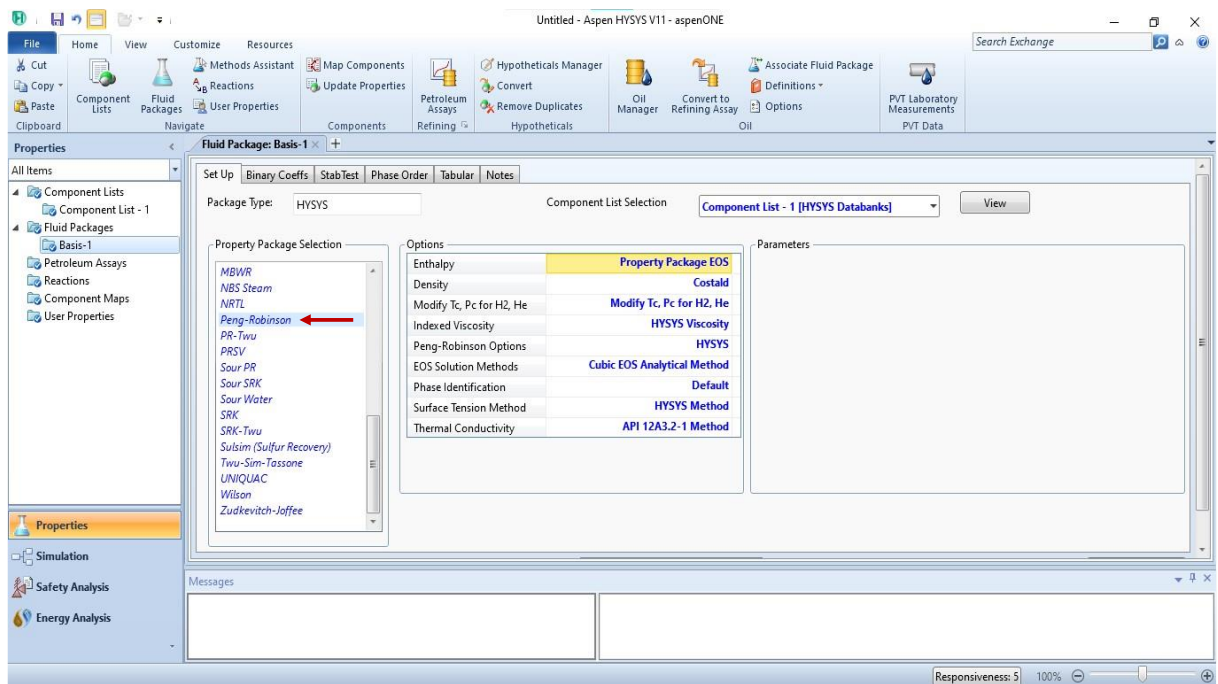 Untitled - Aspen HYSYS V11 - aspenONE
File Home View Customize Resources
Search Exchange
Cut
Copy
Paste
Clipboard
Component Lists
Fluid Packages
Methods Assistant
Reactions
User Properties
Navigate
Map Components
Update Properties
Components
Petroleum Assays
Refining
Hypotheticals Manager
Convert
Remove Duplicates
Hypotheticals
Oil Manager
Convert to Refining Assay
Associate Fluid Package
Definitions
Options
Oil
PVT Laboratory Measurements
PVT Data
Properties
All Items
Component Lists
Component List - 1
Fluid Packages
Basis-1
Petroleum Assays
Reactions
Component Maps
User Properties
Properties
Simulation
Safety Analysis
Energy Analysis
Fluid Package: Basis-1
Set Up Binary Coeffs StabTest Phase Order Tabular Notes
Package Type: HYSYS
Component List Selection Component List - 1 [HYSYS Databanks] View
Property Package Selection
MBWR
NBS Steam
NRTL
Peng-Robinson
PR-Twu
PRSV
Sour PR
Sour SRK
Sour Water
SRK
SRK-Twu
Sulsim (Sulfur Recovery)
Twu-Sim-Tassone
UNIQUAC
Wilson
Zudkevitch-Joffee
Options
Enthalpy Property Package EOS
Density Costald
Modify Tc, Pc for H2, He Modify Tc, Pc for H2, He
Indexed Viscosity HYSYS Viscosity
Peng-Robinson Options HYSYS
EOS Solution Methods Cubic EOS Analytical Method
Phase Identification Default
Surface Tension Method HYSYS Method
Thermal Conductivity API 12A3.2-1 Method
Parameters
Messages
Responsiveness: 5 100%